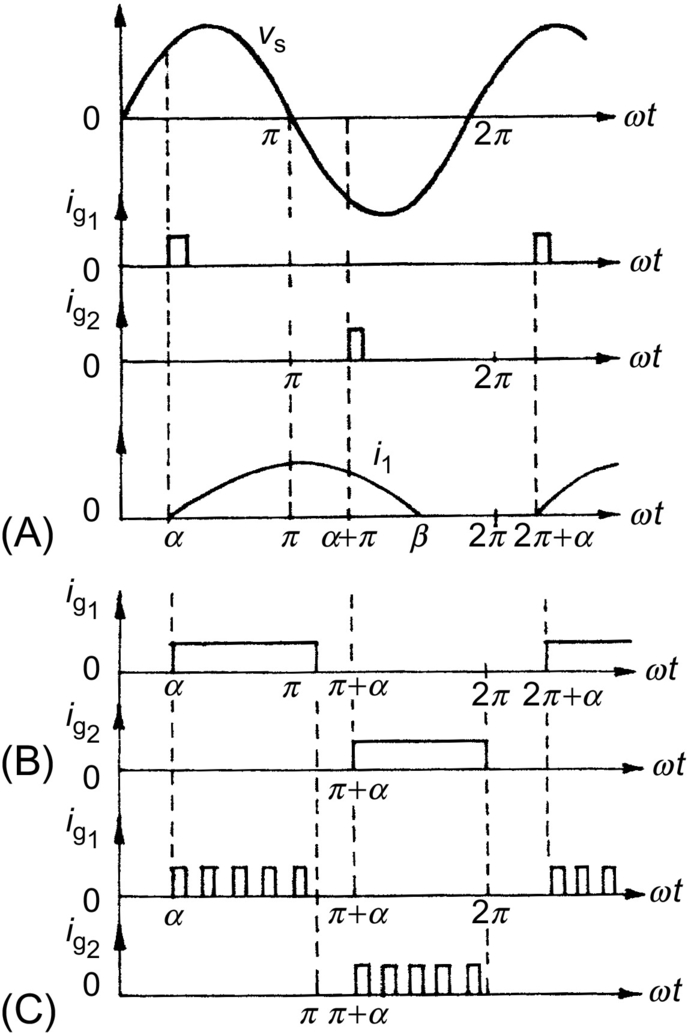 v_s
0 π 2π ωt
i_g1
0 ωt
i_g2
0 π 2π ωt
i_1
0 ωt
(A) α π α+π β 2π 2π+α
i_g1
0 α π π+α 2π 2π+α ωt
i_g2
(B) 0 π+α ωt
i_g1
0 α π+α 2π ωt
i_g2
0 ωt
(C) π π+α